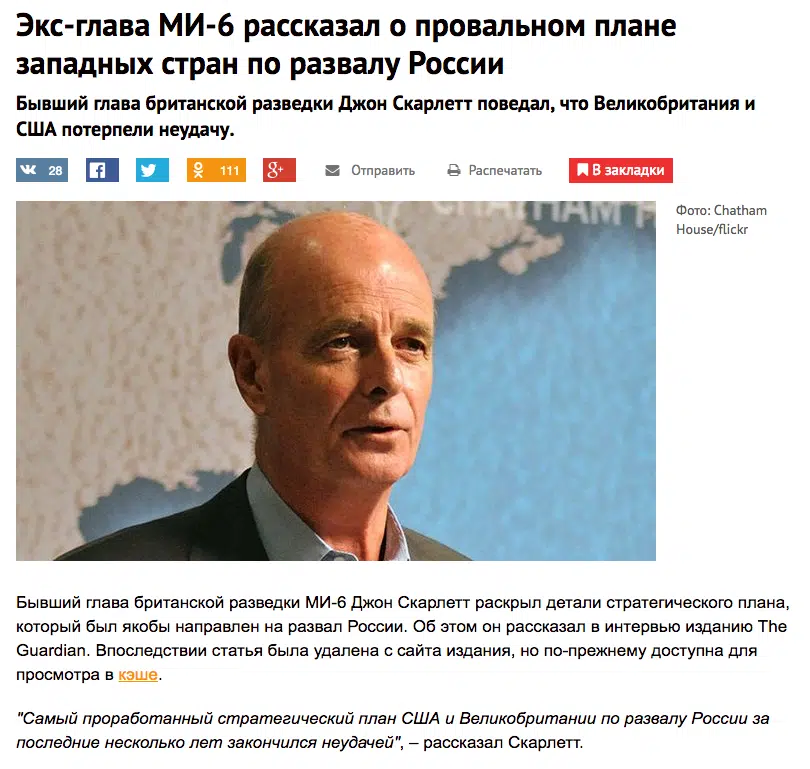 Экс-глава МИ-6 рассказал о провальном плане
западных стран по развалу России
Бывший глава британской разведки Джон Скарлетт поведал, что Великобритания и
США потерпели неудачу.
28
111
Отправить
Распечатать
В закладки
Фото: Chatham
House/flickr
CHATHAM H
Бывший глава британской разведки МИ-6 Джон Скарлетт раскрыл детали стратегического плана,
который был якобы направлен на развал России. Об этом он рассказал в интервью изданию The
Guardian. Впоследствии статья была удалена с сайта издания, но по-прежнему доступна для
просмотра в кэше.
"Самый проработанный стратегический план США и Великобритании по развалу России за
последние несколько лет закончился неудачей", – рассказал Скарлетт.